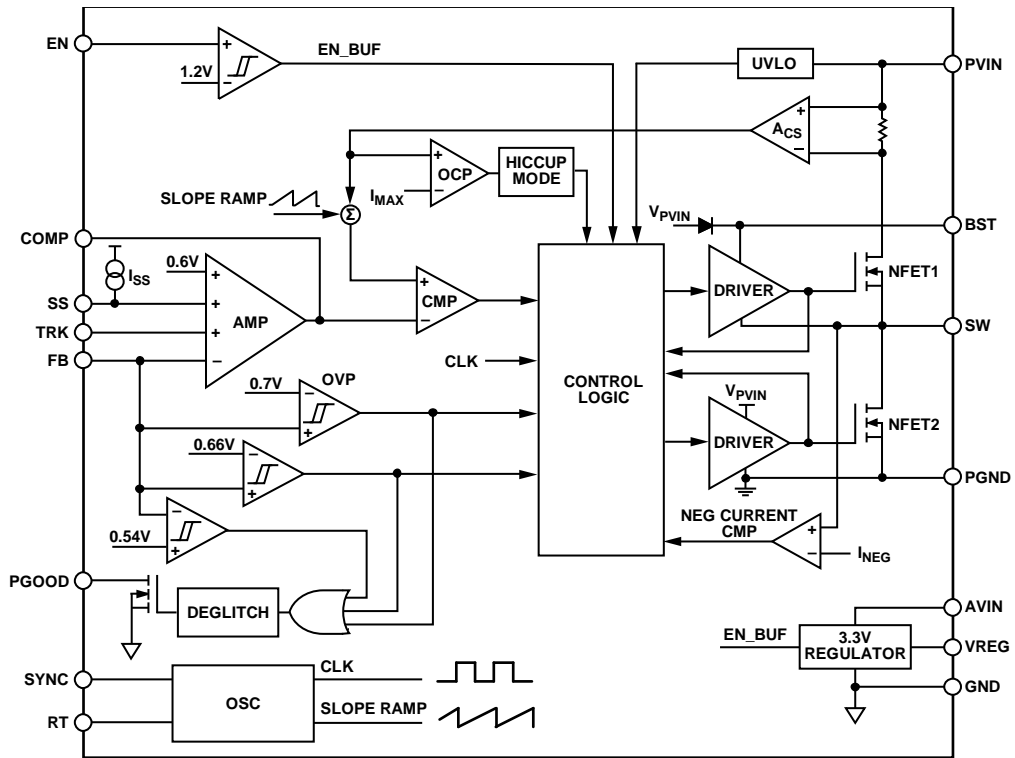 EN
+
1.2V
−
EN_BUF
UVLO
PVIN
+
ACS
−
SLOPE RAMP
Σ
+
OCP
IMAX
−
HICCUP
MODE
VPVIN
BST
COMP
ISS
0.6V
+
SS
+
AMP
TRK
+
FB
−
+
CMP
−
DRIVER
NFET1
SW
CLK
CONTROL
LOGIC
OVP
0.7V
−
+
VPVIN
DRIVER
NFET2
0.66V
−
+
PGND
−
0.54V
+
NEG CURRENT
CMP
+
−
INEG
PGOOD
DEGLITCH
AVIN
EN_BUF
3.3V
REGULATOR
VREG
GND
SYNC
RT
OSC
CLK
SLOPE RAMP